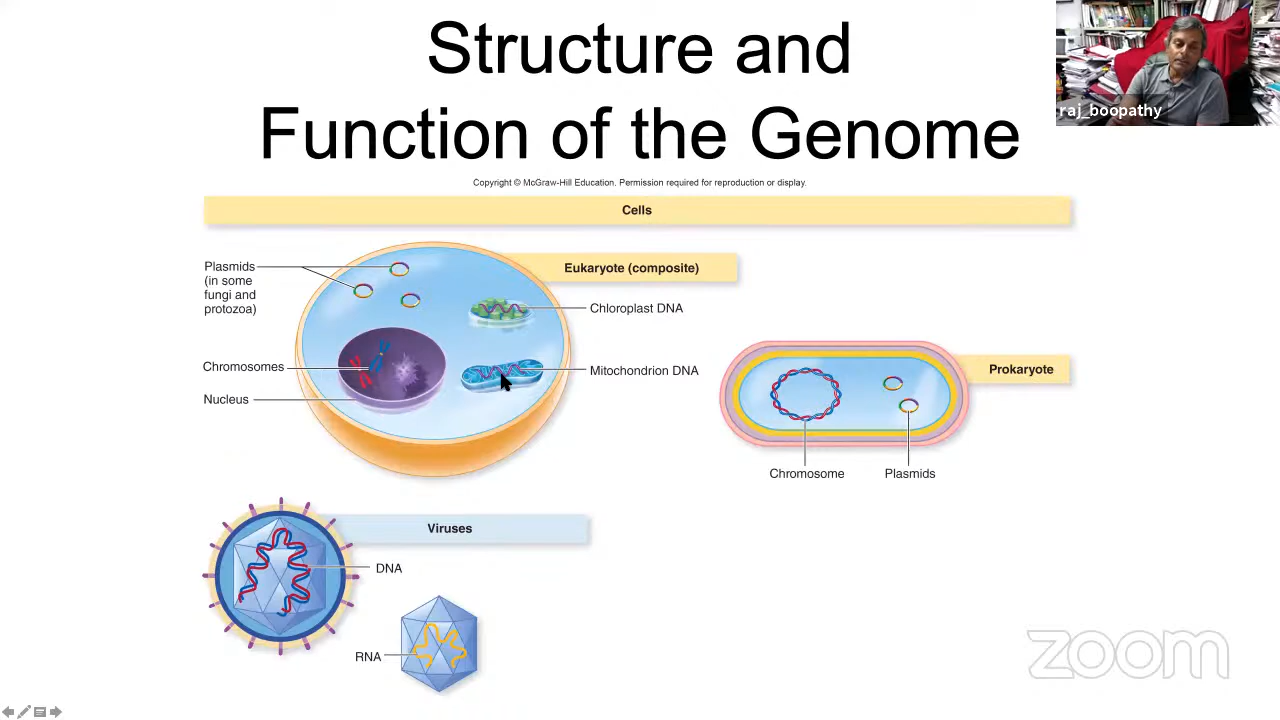 Structure and
Function of the Genome
raj_boopathy
Copyright © McGraw-Hill Education. Permission required for reproduction or display.
Cells
Plasmids
(in some
fungi and
protozoa)
Eukaryote (composite)
Chloroplast DNA
Chromosomes
Mitochondrion DNA
Nucleus
Prokaryote
Chromosome
Plasmids
Viruses
DNA
RNA
zoom